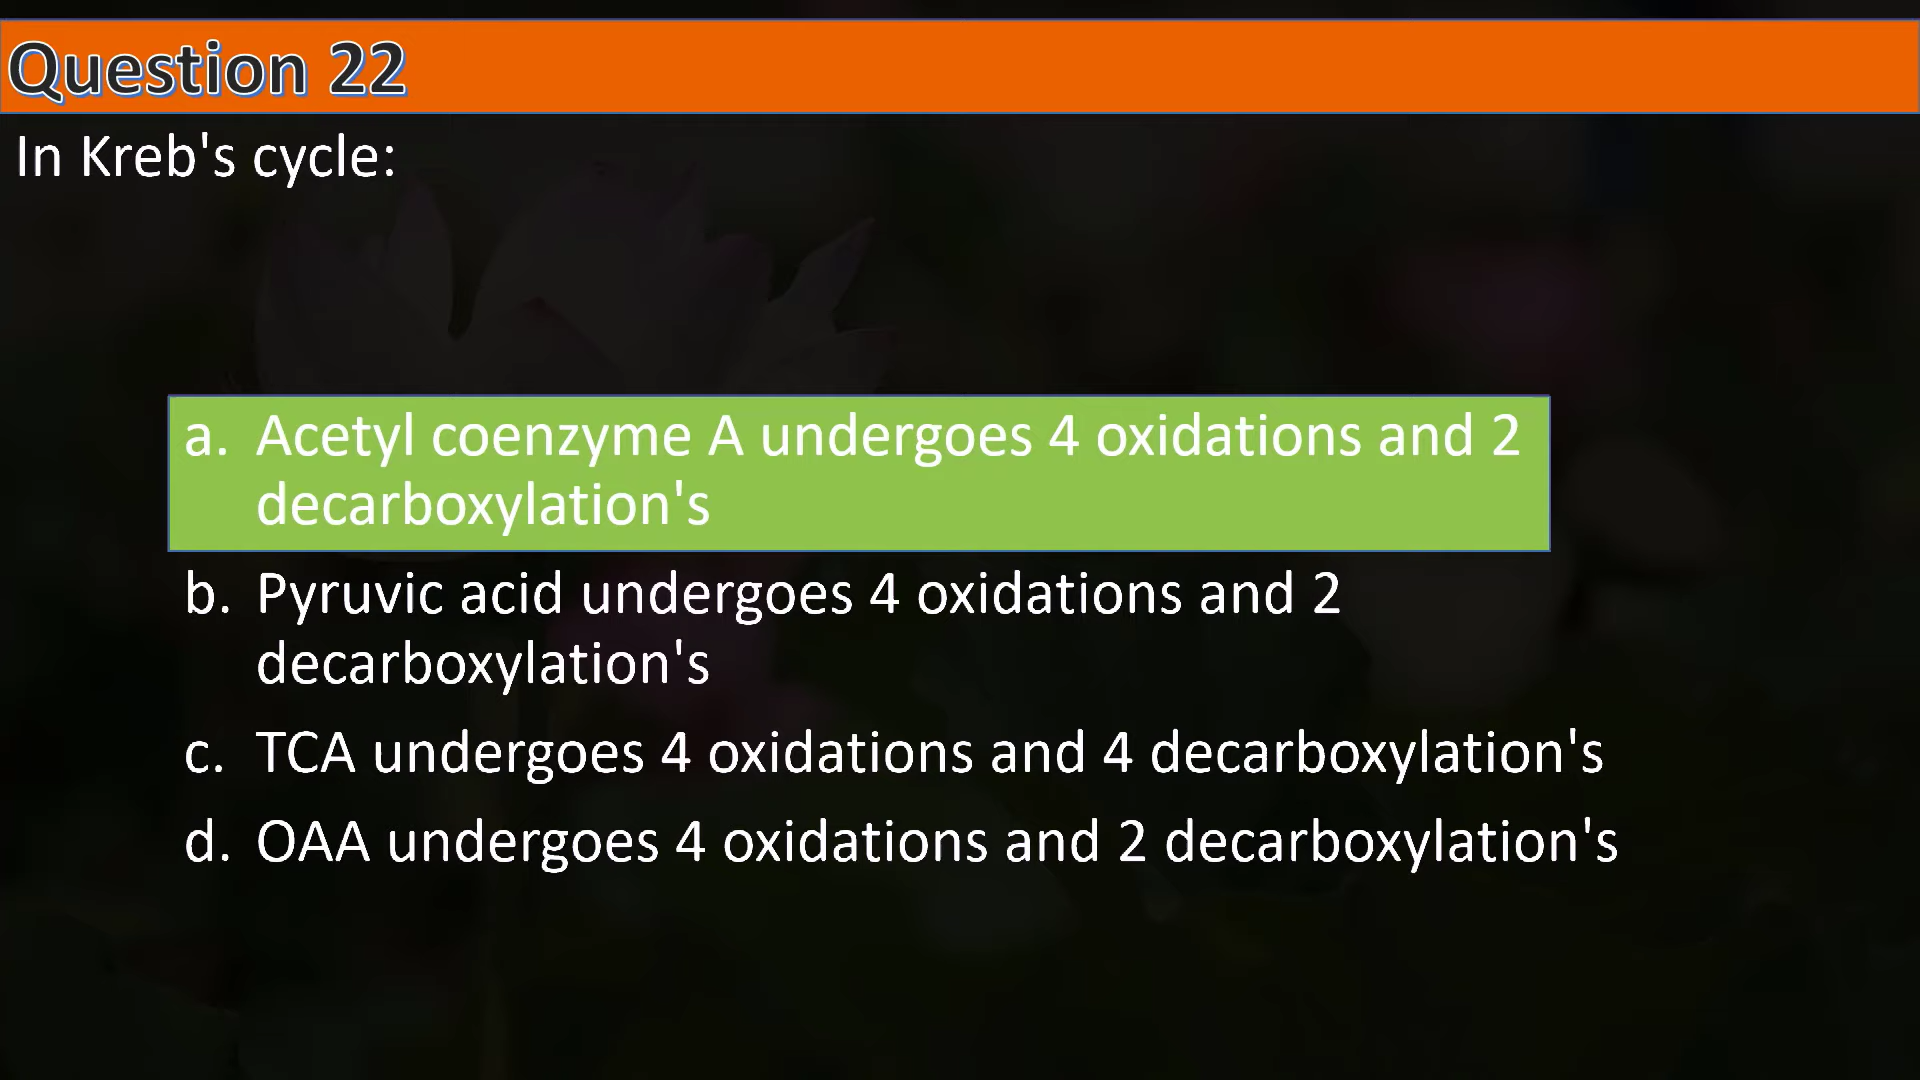 Question 22
In Kreb's cycle:
a. Acetyl coenzyme A undergoes 4 oxidations and 2
decarboxylation's
b. Pyruvic acid undergoes 4 oxidations and 2
decarboxylation's
c. TCA undergoes 4 oxidations and 4 decarboxylation's
d. OAA undergoes 4 oxidations and 2 decarboxylation's